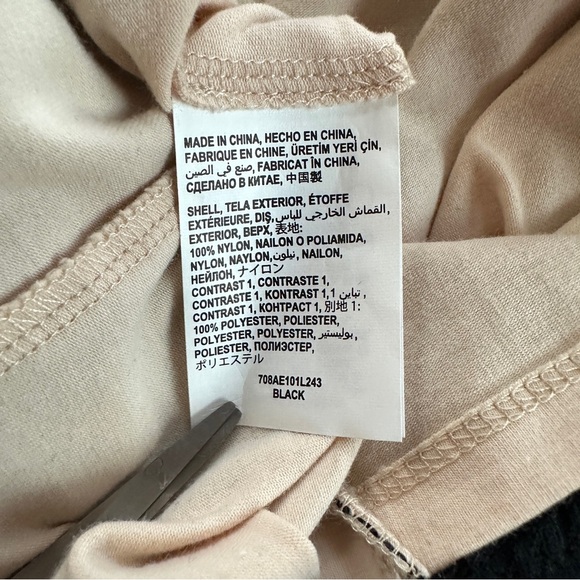 MADE IN CHINA, HECHO EN CHINA,
FABRIQUE EN CHINE, ÜRETİM YERİ ÇİN,
صنع في الصين, FABRICAT ÎN CHINA,
СДЕЛАНО В КИТАЕ, 中国製
SHELL, TELA EXTERIOR, ÉTOFFE
EXTÉRIEURE, DIŞ, القماش الخارجي للباس,
EXTERIOR, ВЕРХ, 表地:
100% NYLON, NAILON O POLIAMIDA,
NYLON, NAYLON, نيلون, NAILON,
НЕЙЛОН, ナイロン
CONTRAST 1, CONTRASTE 1,
CONTRASTE 1, KONTRAST 1, تباين 1,
CONTRAST 1, КОНТРАСТ 1, 別地 1:
100% POLYESTER, POLIESTER,
POLYESTER, POLYESTER, بوليستير,
POLIESTER, ПОЛИЭСТЕР,
ポリエステル
708AE101L243
BLACK